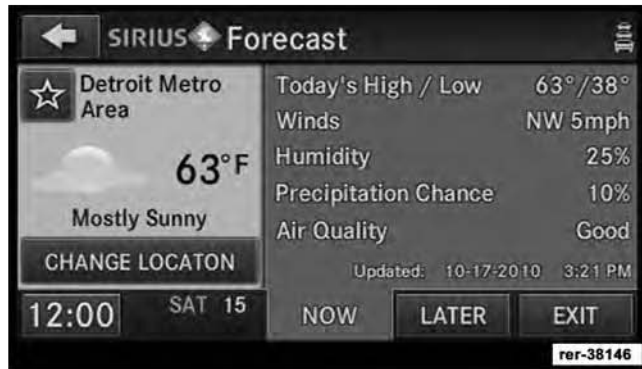 SIRIUS Forecast
Detroit Metro
Area
63°F
Mostly Sunny
CHANGE LOCATON
Today's High / Low 63°/38°
Winds NW 5mph
Humidity 25%
Precipitation Chance 10%
Air Quality Good
Updated: 10-17-2010 3:21 PM
12:00 SAT 15 NOW LATER EXIT
rer-38146